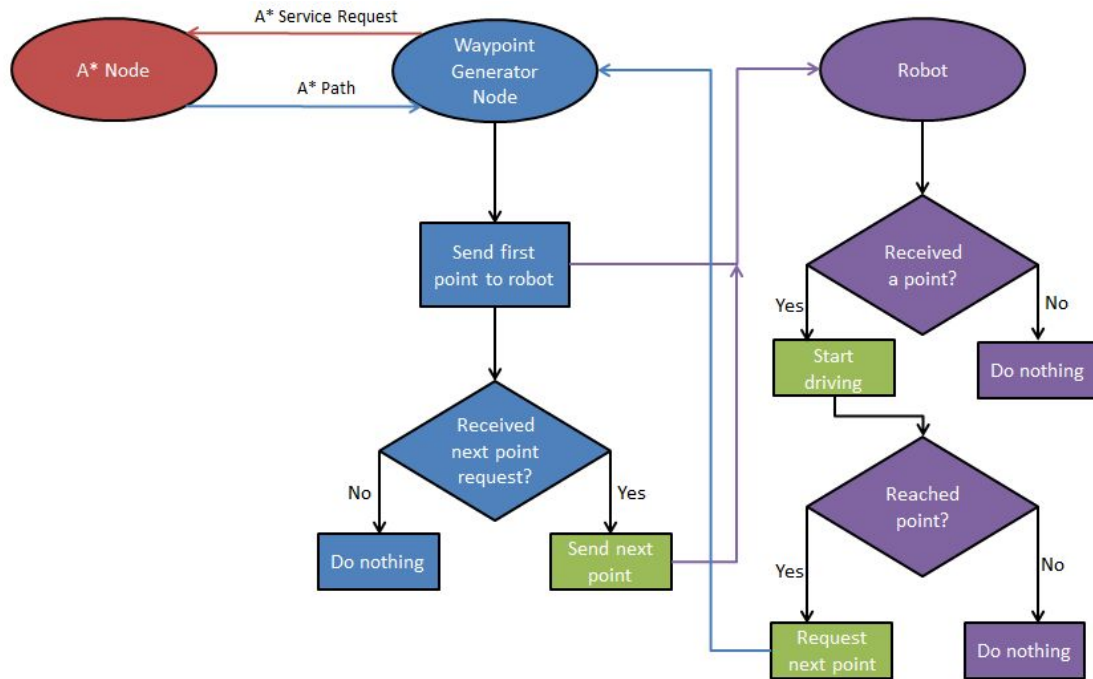 A* Service Request
A* Node
A* Path
Waypoint
Generator
Node
Robot
Send first
point to robot
Received
a point?
Yes
No
Start
driving
Do nothing
Received
next point
request?
No
Yes
Do nothing
Send next
point
Reached
point?
Yes
No
Request
next point
Do nothing